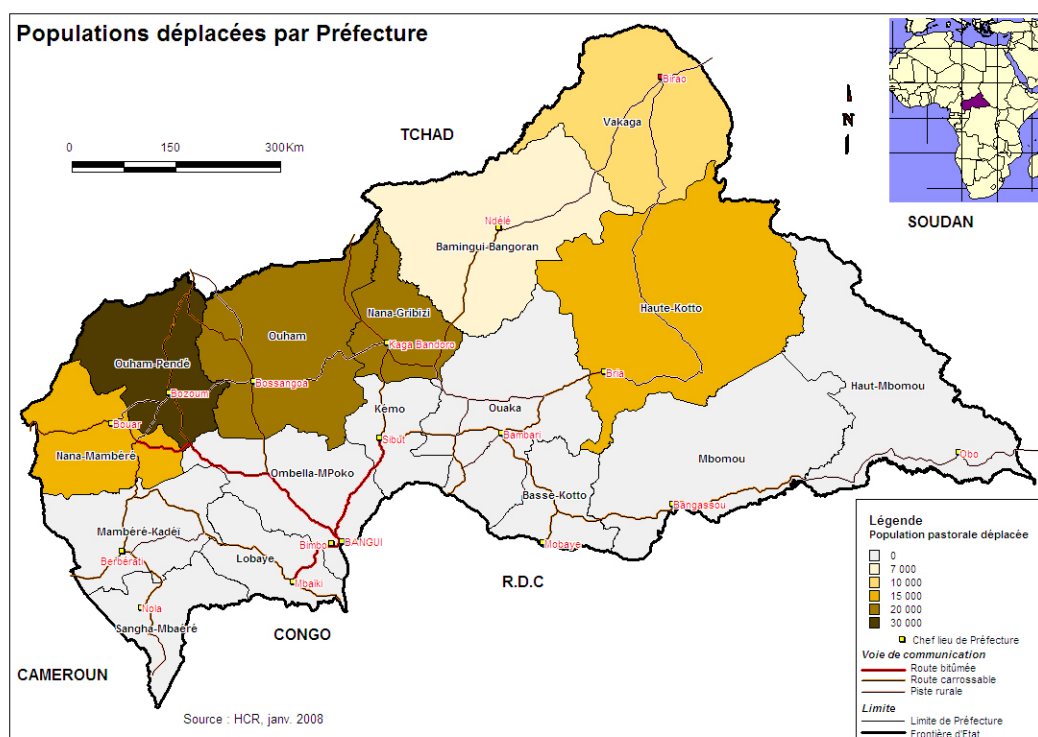 Populations déplacées par Préfecture
0 150 300Km
TCHAD
N
SOUDAN
Birao
Vakaga
Ndélé
Bamingui-Bangoran
Haute-Kotto
Nana-Gribizi
Ouham
Kaga Bandoro
Ouham-Pendé
Bossangoa
Bozoum
Bria
Haut-Mbomou
Kémo
Ouaka
Bouar
Sibut
Bambari
Nana-Mambéré
Ombella-MPoko
Mbomou
Obo
Basse-Kotto
Bangassou
Mambéré-Kadéï
Bimbo
BANGUI
Mobaye
Berbérati
Lobaye
Mbaïki
R.D.C
Nola
Sangha-Mbaéré
CONGO
CAMEROUN
Source : HCR, janv. 2008
Légende
Population pastorale déplacée
0
7 000
10 000
15 000
20 000
30 000
Chef lieu de Préfecture
Voie de communication
Route bitûmée
Route carrossable
Piste rurale
Limite
Limite de Préfecture
Frontière d'Etat